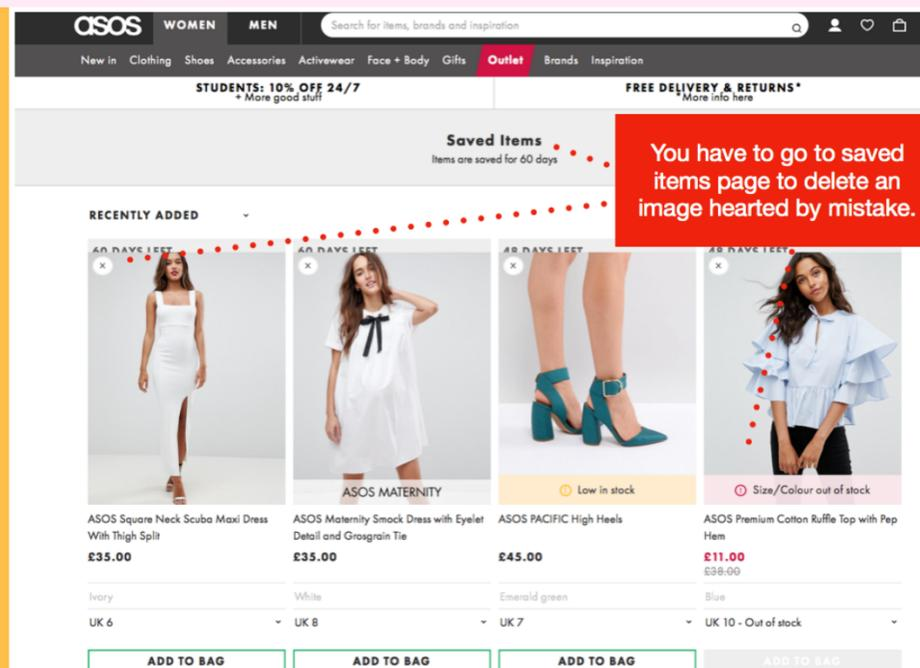 asos WOMEN MEN Search for items, brands and inspiration
New in Clothing Shoes Accessories Activewear Face + Body Gifts Outlet Brands Inspiration
STUDENTS: 10% OFF 24/7
+ More good stuff
FREE DELIVERY & RETURNS*
*More info here
Saved Items
Items are saved for 60 days
You have to go to saved
items page to delete an
image hearted by mistake.
RECENTLY ADDED
60 DAYS LEFT 60 DAYS LEFT 48 DAYS LEFT 48 DAYS LEFT
ASOS MATERNITY Low in stock Size/Colour out of stock
ASOS Square Neck Scuba Maxi Dress
With Thigh Split
£35.00
Ivory
UK 6
ADD TO BAG
ASOS Maternity Smock Dress with Eyelet
Detail and Grosgrain Tie
£35.00
White
UK 8
ADD TO BAG
ASOS PACIFIC High Heels
£45.00
Emerald green
UK 7
ADD TO BAG
ASOS Premium Cotton Ruffle Top with Pep
Hem
£11.00
£38.00
Blue
UK 10 - Out of stock
ADD TO BAG